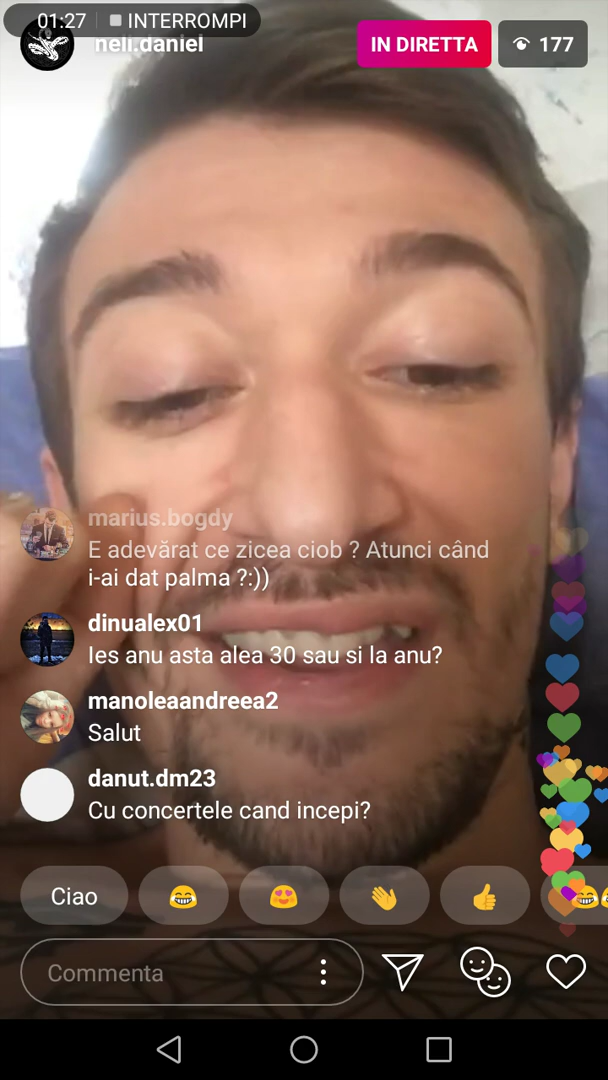 01:27 INTERROMPI
neli.daniel
IN DIRETTA
177
marius.bogdy
E adevărat ce zicea ciob ? Atunci când
i-ai dat palma ?:))
dinualex01
Ies anu asta alea 30 sau si la anu?
manoleaandreea2
Salut
danut.dm23
Cu concertele cand incepi?
Ciao
Commenta